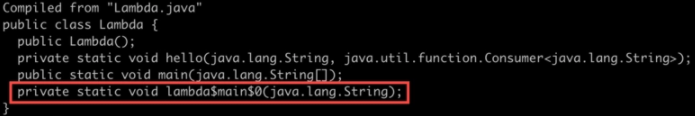 Compiled from "Lambda.java"
public class Lambda {
  public Lambda();
  private static void hello(java.lang.String, java.util.function.Consumer<java.lang.String>);
  public static void main(java.lang.String[]);
  private static void lambda$main$0(java.lang.String);
}